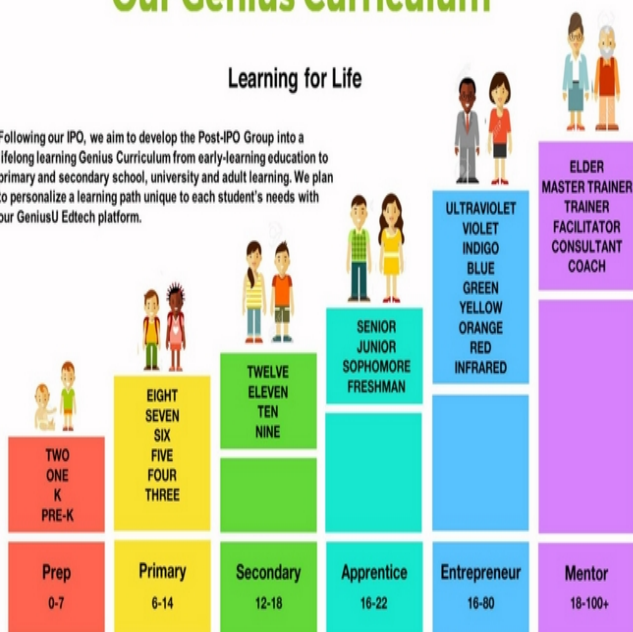 Our Genius Curriculum
Learning for Life
Following our IPO, we aim to develop the Post-IPO Group into a
lifelong learning Genius Curriculum from early-learning education to
primary and secondary school, university and adult learning. We plan
to personalize a learning path unique to each student's needs with
our GeniusU Edtech platform.
TWO
ONE
K
PRE-K
Prep
0-7
EIGHT
SEVEN
SIX
FIVE
FOUR
THREE
Primary
6-14
TWELVE
ELEVEN
TEN
NINE
Secondary
12-18
SENIOR
JUNIOR
SOPHOMORE
FRESHMAN
Apprentice
16-22
ULTRAVIOLET
VIOLET
INDIGO
BLUE
GREEN
YELLOW
ORANGE
RED
INFRARED
Entrepreneur
16-80
ELDER
MASTER TRAINER
TRAINER
FACILITATOR
CONSULTANT
COACH
Mentor
18-100+